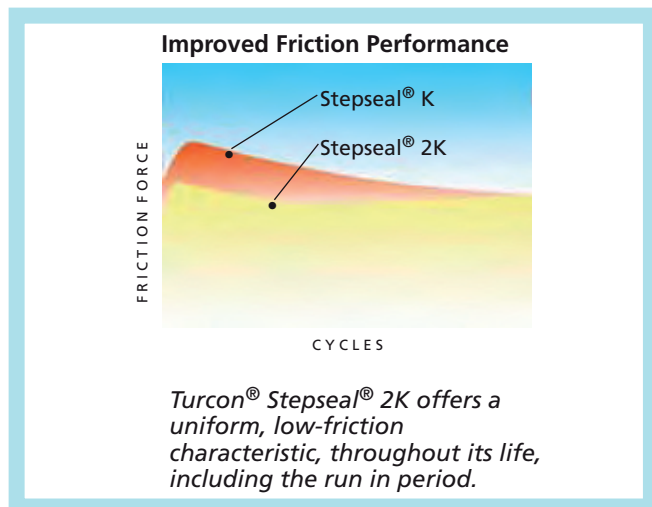 Improved Friction Performance
Stepseal® K
Stepseal® 2K
FRICTION FORCE
CYCLES
Turcon® Stepseal® 2K offers a
uniform, low-friction
characteristic, throughout its life,
including the run in period.